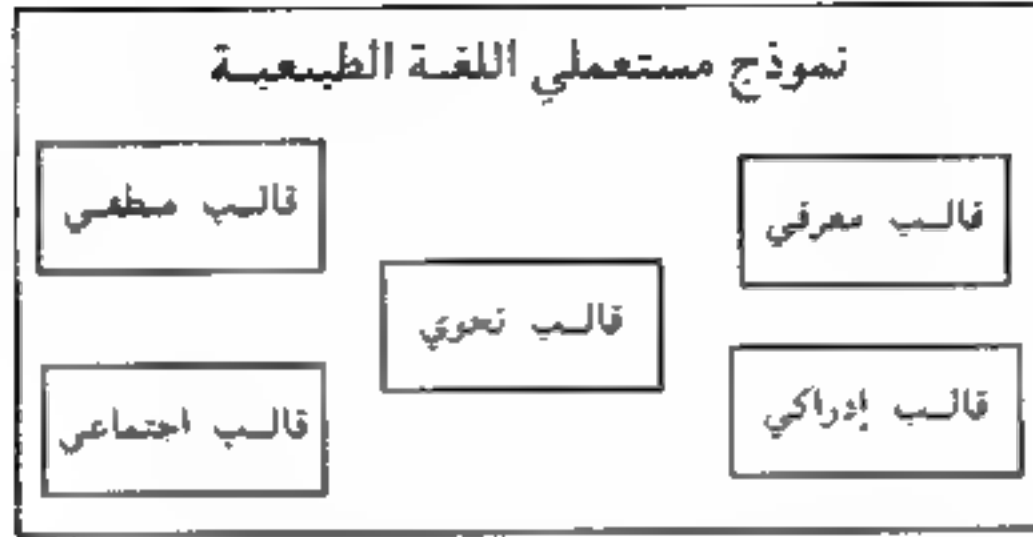 نموذج مستعملي اللغة الطبيعية
قالب معرفي
قالب منطقي
قالب نحوي
قالب إدراكي
قالب اجتماعي